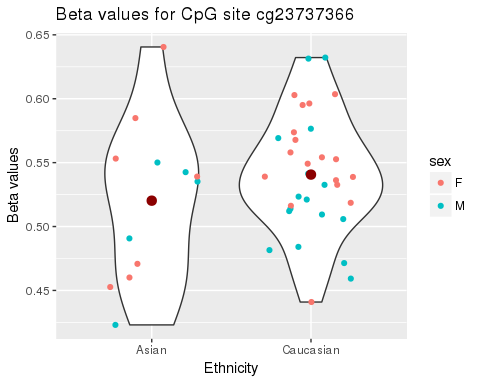 Beta values for CpG site cg23737366
0.65
0.60
0.55
0.50
0.45
Beta values
Asian
Caucasian
Ethnicity
sex
F
M